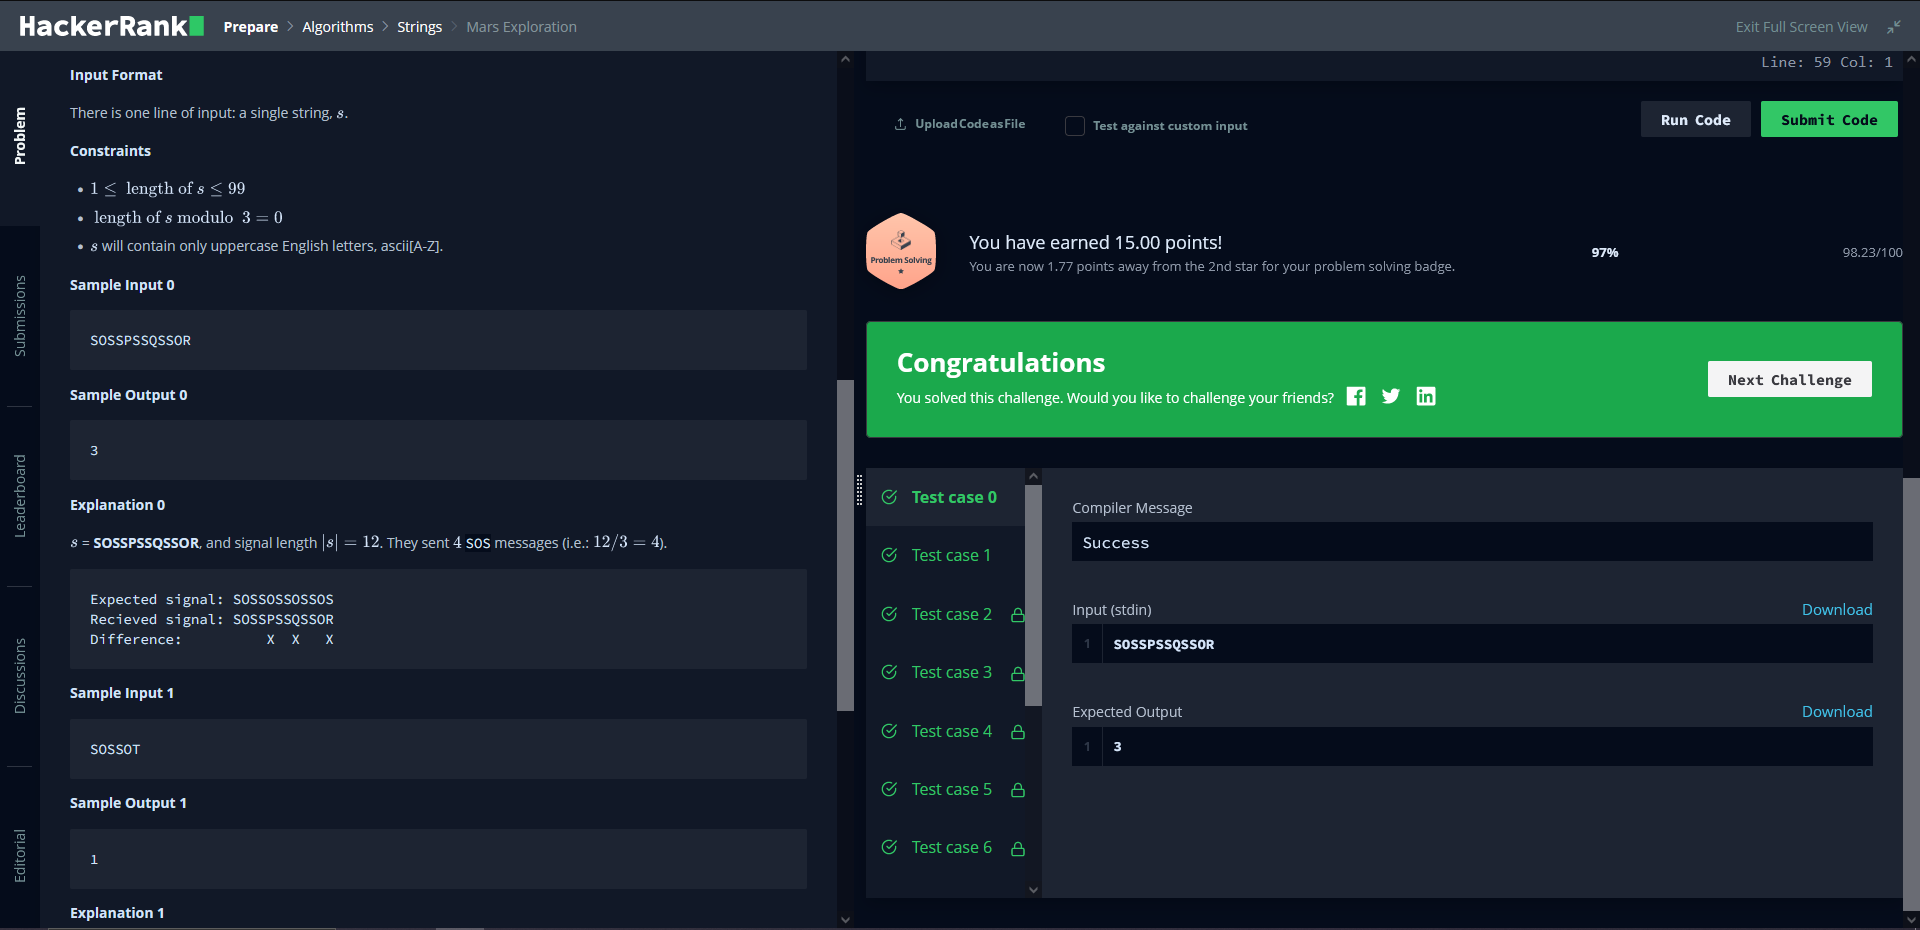 HackerRank
Prepare > Algorithms > Strings > Mars Exploration
Exit Full Screen View
Problem
Submissions
Leaderboard
Discussions
Editorial
Input Format
There is one line of input: a single string, s.
Constraints
• 1 ≤ length of s ≤ 99
• length of s modulo 3 = 0
• s will contain only uppercase English letters, ascii[A-Z].
Sample Input 0
SOSSPSSQSSOR
Sample Output 0
3
Explanation 0
s = SOSSPSSQSSOR, and signal length |s| = 12. They sent 4 SOS messages (i.e.: 12/3 = 4).
Expected signal: SOSSOSSOSSOS
Recieved signal: SOSSPSSQSSOR
Difference: X X X
Sample Input 1
SOSSOT
Sample Output 1
1
Explanation 1
Line: 59 Col: 1
Upload Code as File
Test against custom input
Run Code
Submit Code
Problem Solving
You have earned 15.00 points!
You are now 1.77 points away from the 2nd star for your problem solving badge.
97%
98.23/100
Congratulations
You solved this challenge. Would you like to challenge your friends?
Next Challenge
Test case 0
Test case 1
Test case 2
Test case 3
Test case 4
Test case 5
Test case 6
Compiler Message
Success
Input (stdin)
Download
1 SOSSPSSQSSOR
Expected Output
Download
1 3